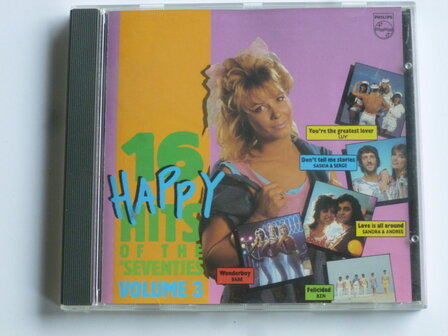 PHILIPS
16
HAPPY
HITS
OF THE
'SEVENTIES'
VOLUME 3
You're the greatest lover
LUV'
Don't tell me stories
SASKIA & SERGE
Love is all around
SANDRA & ANDRES
Wonderboy
BABE
Felicidad
BZN